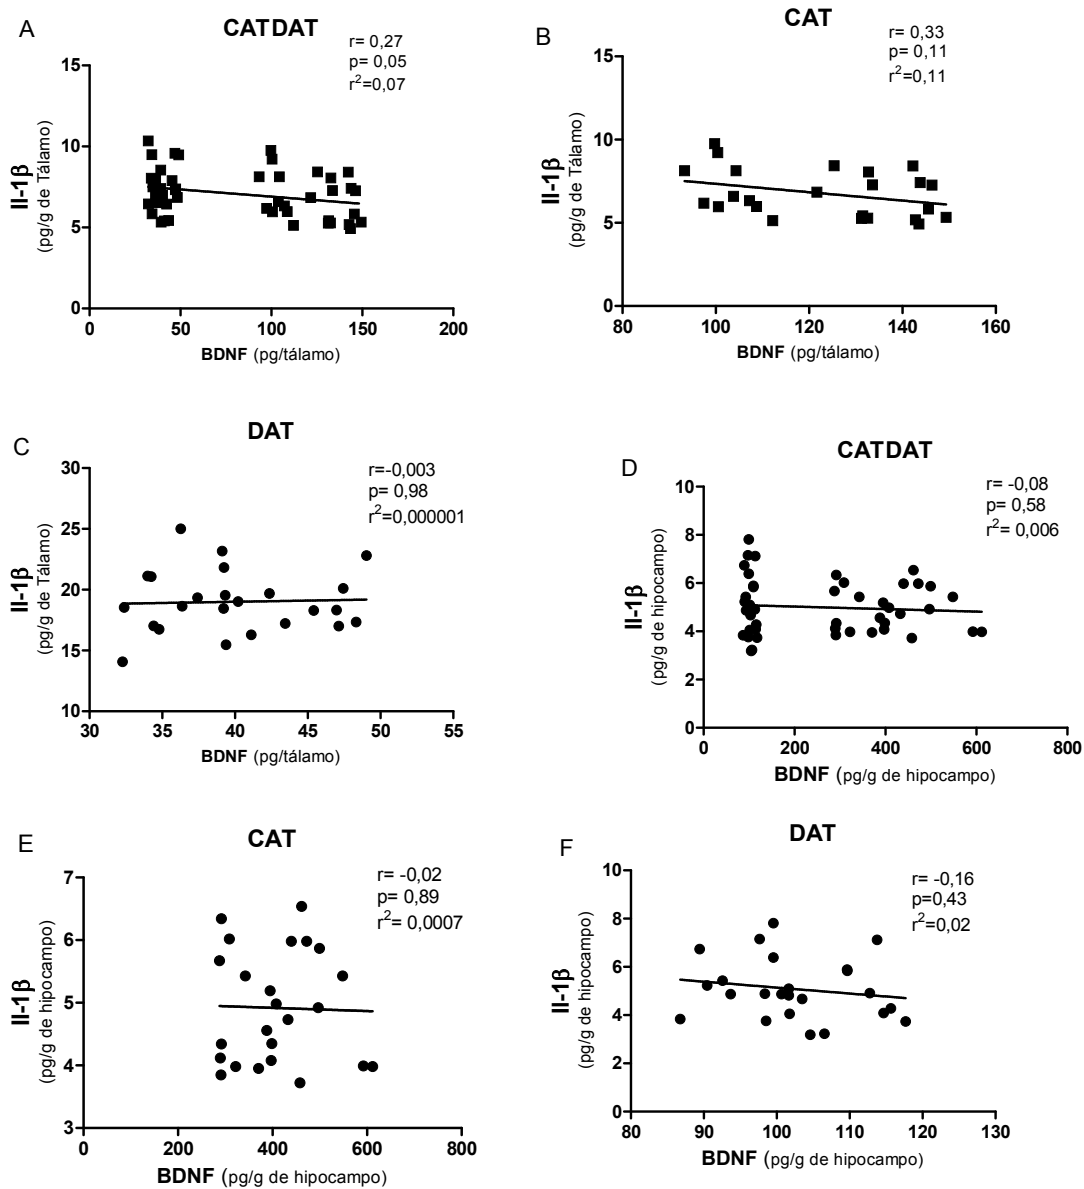 A
CATDAT
r= 0,27
p= 0,05
r²=0,07
Il-1β
(pg/g de Tálamo)
15
10
5
0
0 50 100 150 200
BDNF (pg/tálamo)
B
CAT
r= 0,33
p= 0,11
r²=0,11
Il-1β
(pg/g de Tálamo)
15
10
5
0
80 100 120 140 160
BDNF (pg/tálamo)
C
DAT
r=-0,003
p= 0,98
r²=0,000001
Il-1β
(pg/g de Tálamo)
30
25
20
15
10
30 35 40 45 50 55
BDNF (pg/tálamo)
D
CATDAT
r= -0,08
p= 0,58
r²= 0,006
Il-1β
(pg/g de hipocampo)
10
8
6
4
2
0
0 200 400 600 800
BDNF (pg/g de hipocampo)
E
CAT
r= -0,02
p= 0,89
r²= 0,0007
Il-1β
(pg/g de hipocampo)
7
6
5
4
3
0 200 400 600 800
BDNF (pg/g de hipocampo)
F
DAT
r= -0,16
p=0,43
r²=0,02
Il-1β
(pg/g de hipocampo)
10
8
6
4
2
0
80 90 100 110 120 130
BDNF (pg/g de hipocampo)